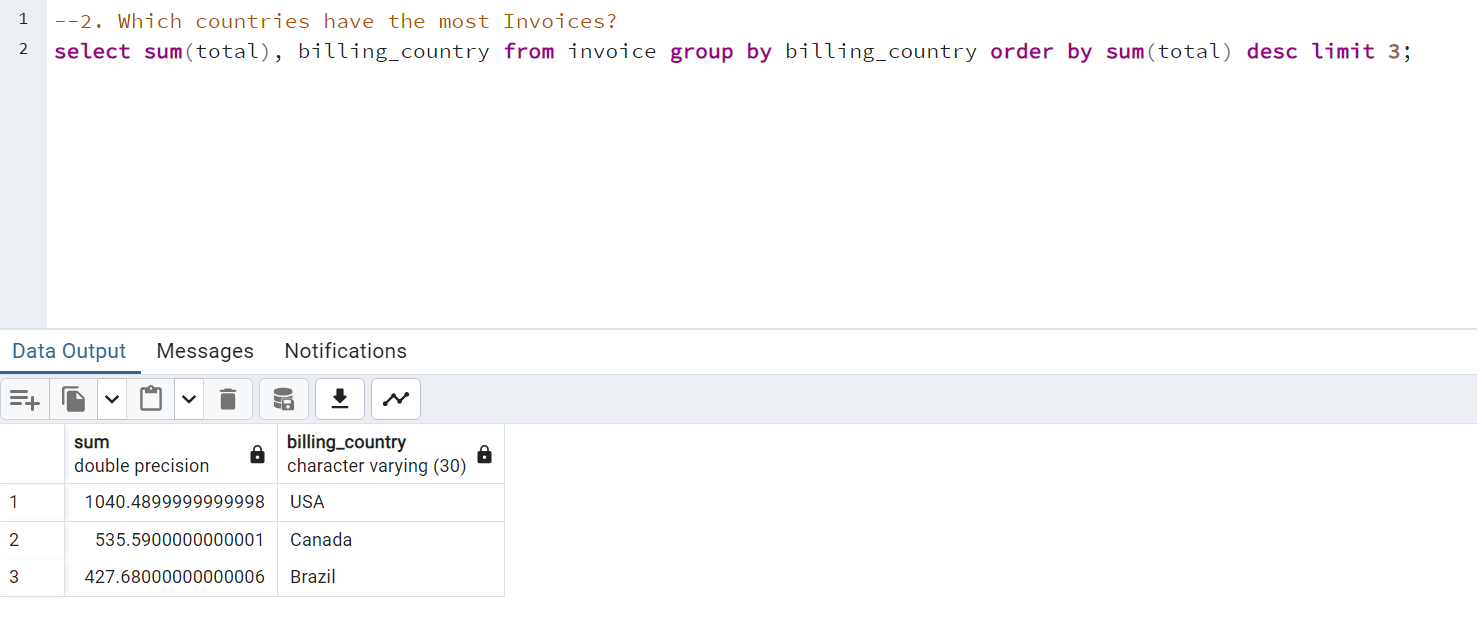 1 --2. Which countries have the most Invoices?
2 select sum(total), billing_country from invoice group by billing_country order by sum(total) desc limit 3;
Data Output Messages Notifications
sum billing_country
double precision character varying (30)
1 1040.4899999999998 USA
2 535.5900000000001 Canada
3 427.68000000000006 Brazil